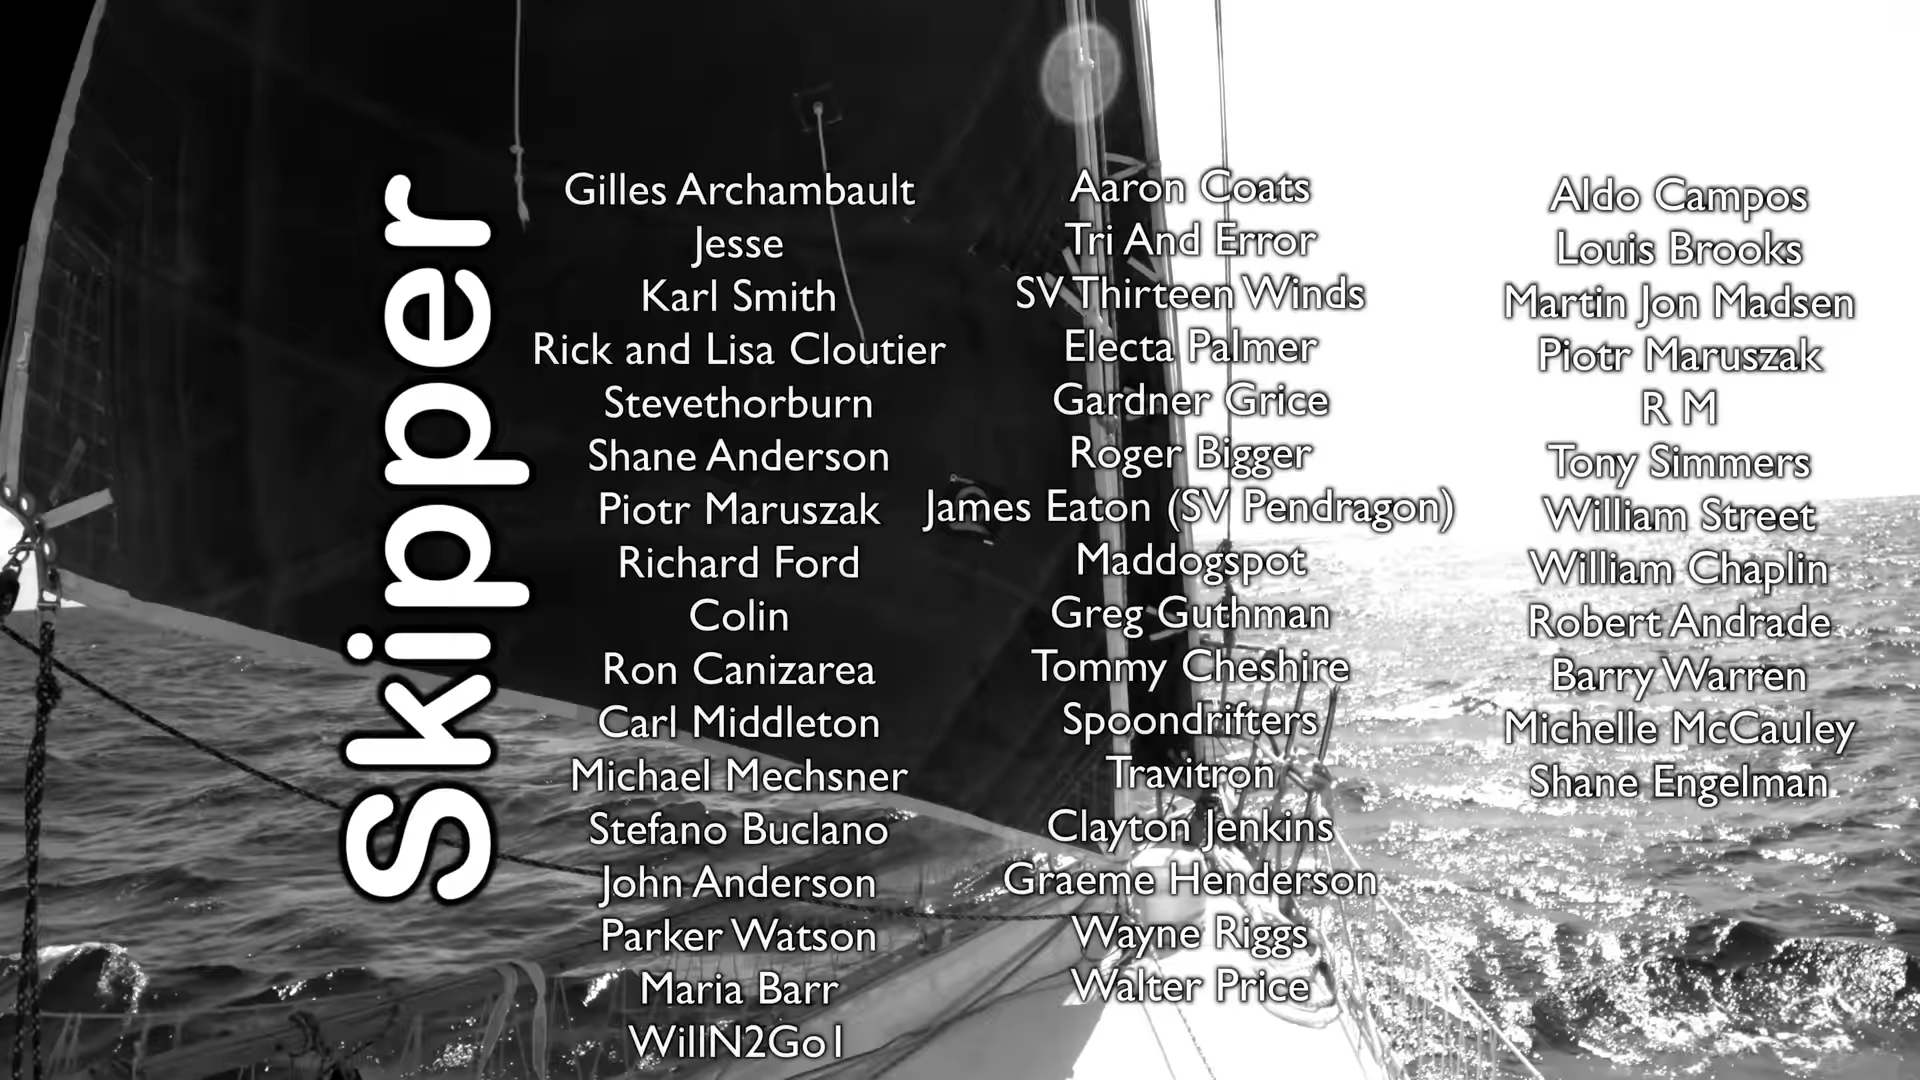 Skipper
Gilles Archambault
Jesse
Karl Smith
Rick and Lisa Cloutier
Stevethorburn
Shane Anderson
Piotr Maruszak
Richard Ford
Colin
Ron Canizarea
Carl Middleton
Michael Mechsner
Stefano Buclano
John Anderson
Parker Watson
Maria Barr
WillN2Go1
Aaron Coats
Tri And Error
SV Thirteen Winds
Electa Palmer
Gardner Grice
Roger Bigger
James Eaton (SV Pendragon)
Maddogspot
Greg Guthman
Tommy Cheshire
Spoondrifters
Travitron
Clayton Jenkins
Graeme Henderson
Wayne Riggs
Walter Price
Aldo Campos
Louis Brooks
Martin Jon Madsen
Piotr Maruszak
R M
Tony Simmers
William Street
William Chaplin
Robert Andrade
Barry Warren
Michelle McCauley
Shane Engelman